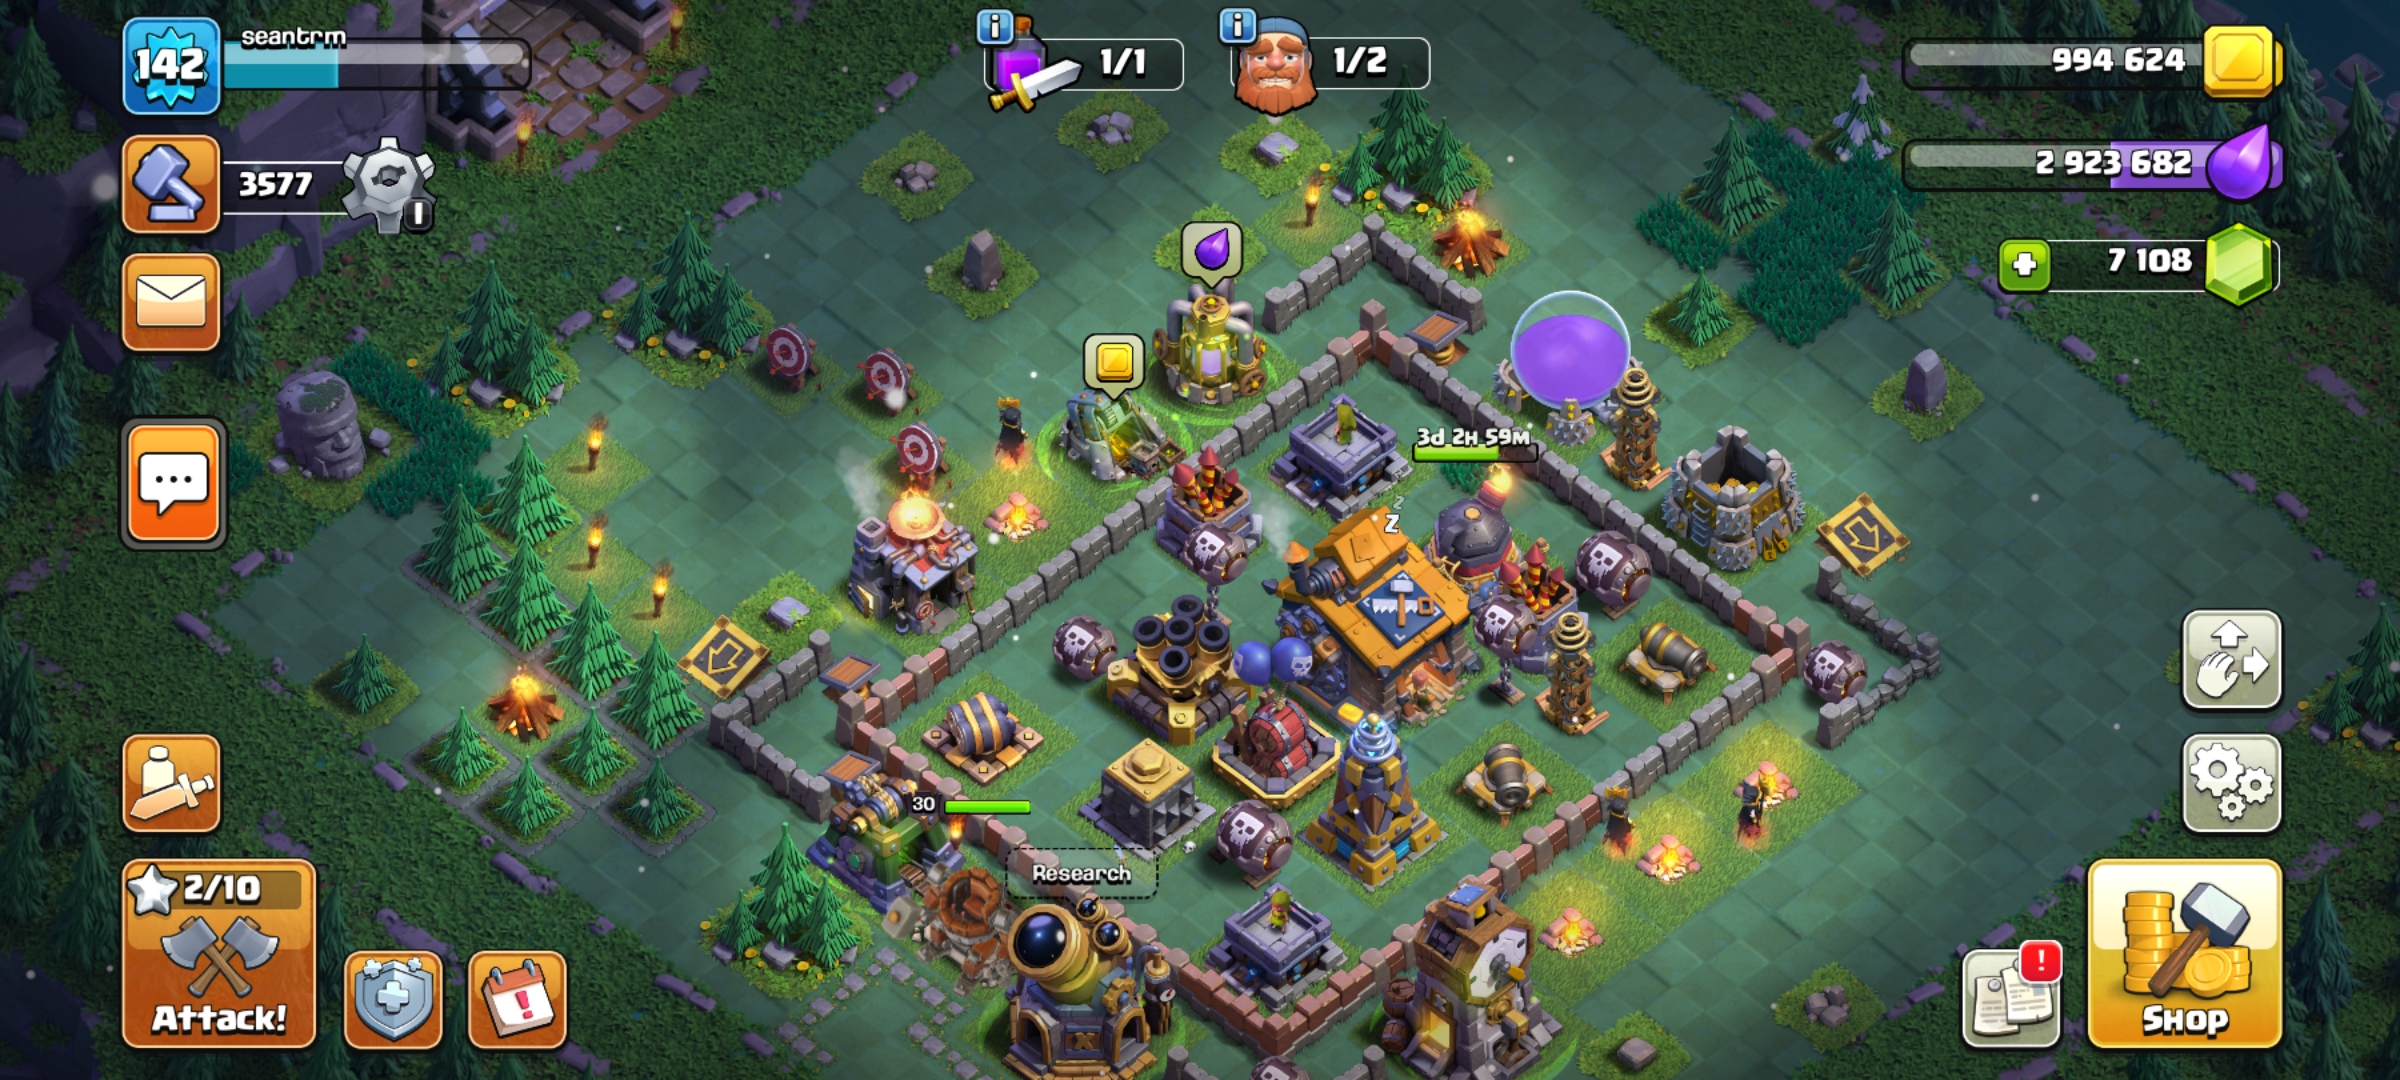 142
seantrm
1/1
1/2
994 624
3577
I
2 923 682
7 108
3d 2h 59m
z
z
30
Research
2/10
Attack!
!
Shop